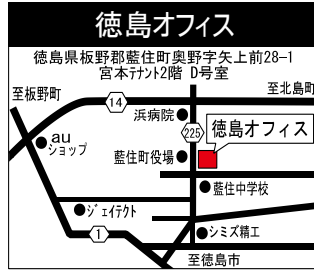 徳島オフィス
徳島県板野郡藍住町奥野字矢上前28-1
宮本テナント2階 D号室
至板野町
14
至北島町
浜病院
225
徳島オフィス
au
ショップ
藍住町役場
藍住中学校
ジェイテクト
1
シミズ精工
至徳島市